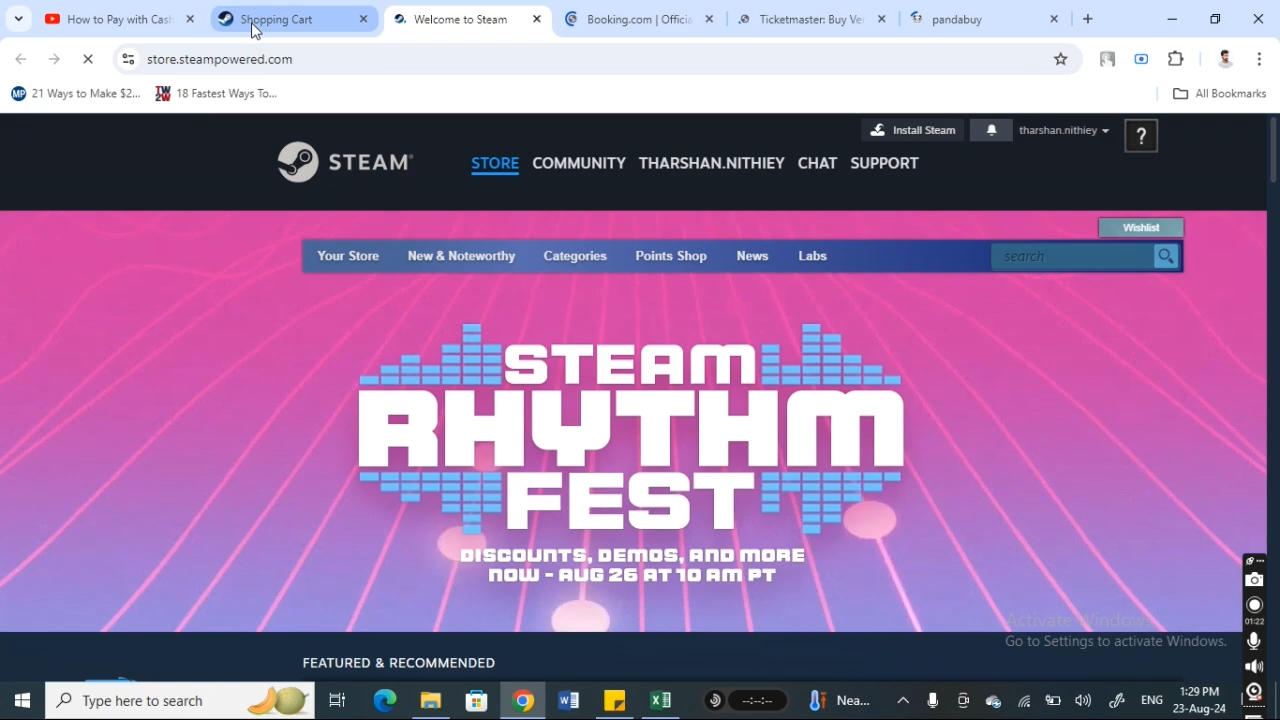 How to Pay with Cash
Shopping Cart
Welcome to Steam
Booking.com | Officia
Ticketmaster: Buy Ve
pandabuy
store.steampowered.com
21 Ways to Make $2...
18 Fastest Ways To...
All Bookmarks
Install Steam
tharshan.nithiey
?
STEAM
STORE
COMMUNITY
THARSHAN.NITHIEY
CHAT
SUPPORT
Wishlist
Your Store
New & Noteworthy
Categories
Points Shop
News
Labs
search
STEAM
RHYTHM
FEST
DISCOUNTS, DEMOS, AND MORE
NOW - AUG 26 AT 10 AM PT
Activate Windows
Go to Settings to activate Windows.
01:22
FEATURED & RECOMMENDED
Type here to search
--:--
Nea...
ENG
1:29 PM
23-Aug-24